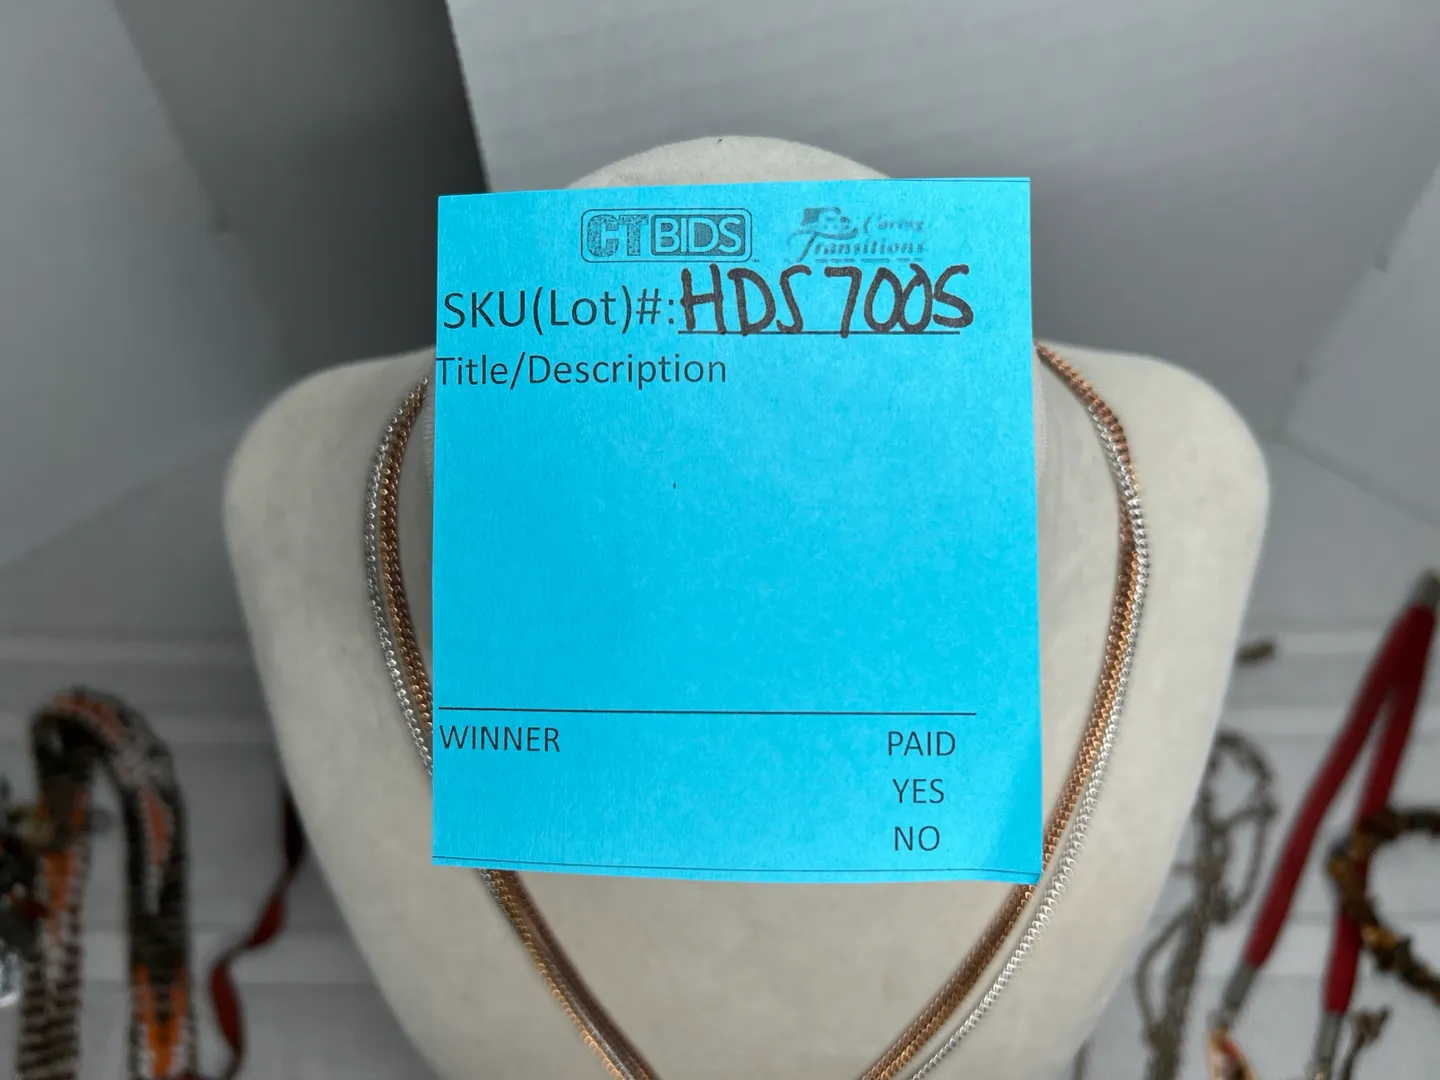 CTBIDS Caring
Transitions
SKU(Lot)#: HDS7005
Title/Description
WINNER PAID
YES
NO